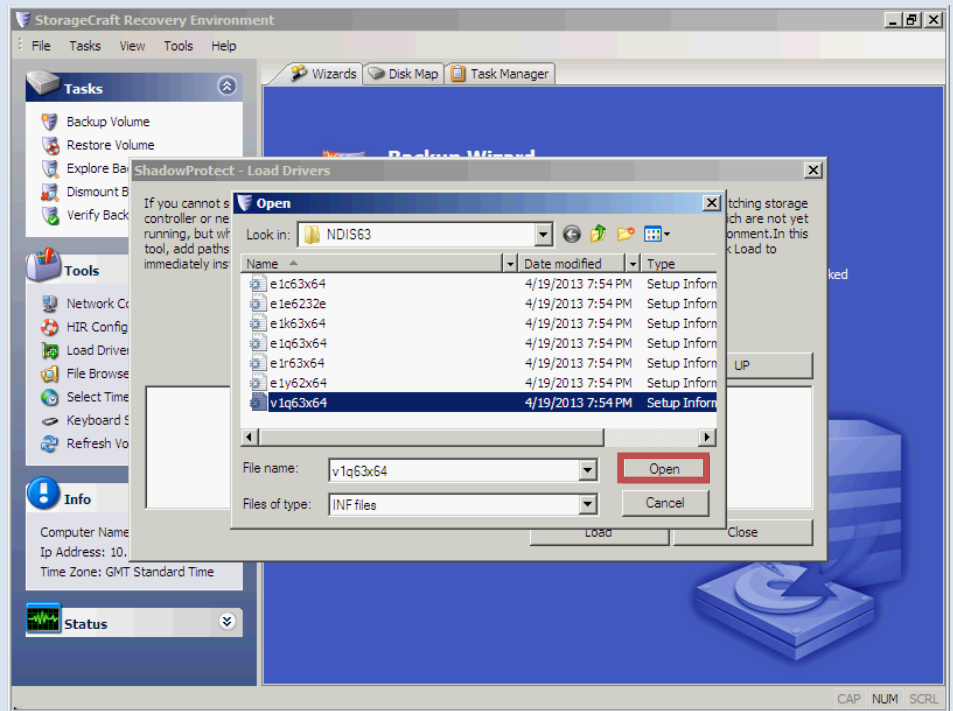 StorageCraft Recovery Environment
File Tasks View Tools Help
Wizards Disk Map Task Manager
Tasks
Backup Volume
Restore Volume
Explore Ba
Dismount B
Verify Back
Tools
Network Co
HIR Config
Load Driver
File Browse
Select Time
Keyboard S
Refresh Vo
Info
Computer Name
Ip Address: 10.
Time Zone: GMT Standard Time
Status
Backup Wizard
ked
ShadowProtect - Load Drivers
If you cannot s
controller or ne
running, but wh
tool, add paths
immediately ins
tching storage
ich are not yet
onment.In this
k Load to
UP
Load Close
Open
Look in: NDIS63
Name Date modified Type
e1c63x64 4/19/2013 7:54 PM Setup Inform
e1e6232e 4/19/2013 7:54 PM Setup Inform
e1k63x64 4/19/2013 7:54 PM Setup Inform
e1q63x64 4/19/2013 7:54 PM Setup Inform
e1r63x64 4/19/2013 7:54 PM Setup Inform
e1y62x64 4/19/2013 7:54 PM Setup Inform
v1q63x64 4/19/2013 7:54 PM Setup Inform
File name: v1q63x64 Open
Files of type: INF files Cancel
CAP NUM SCRL